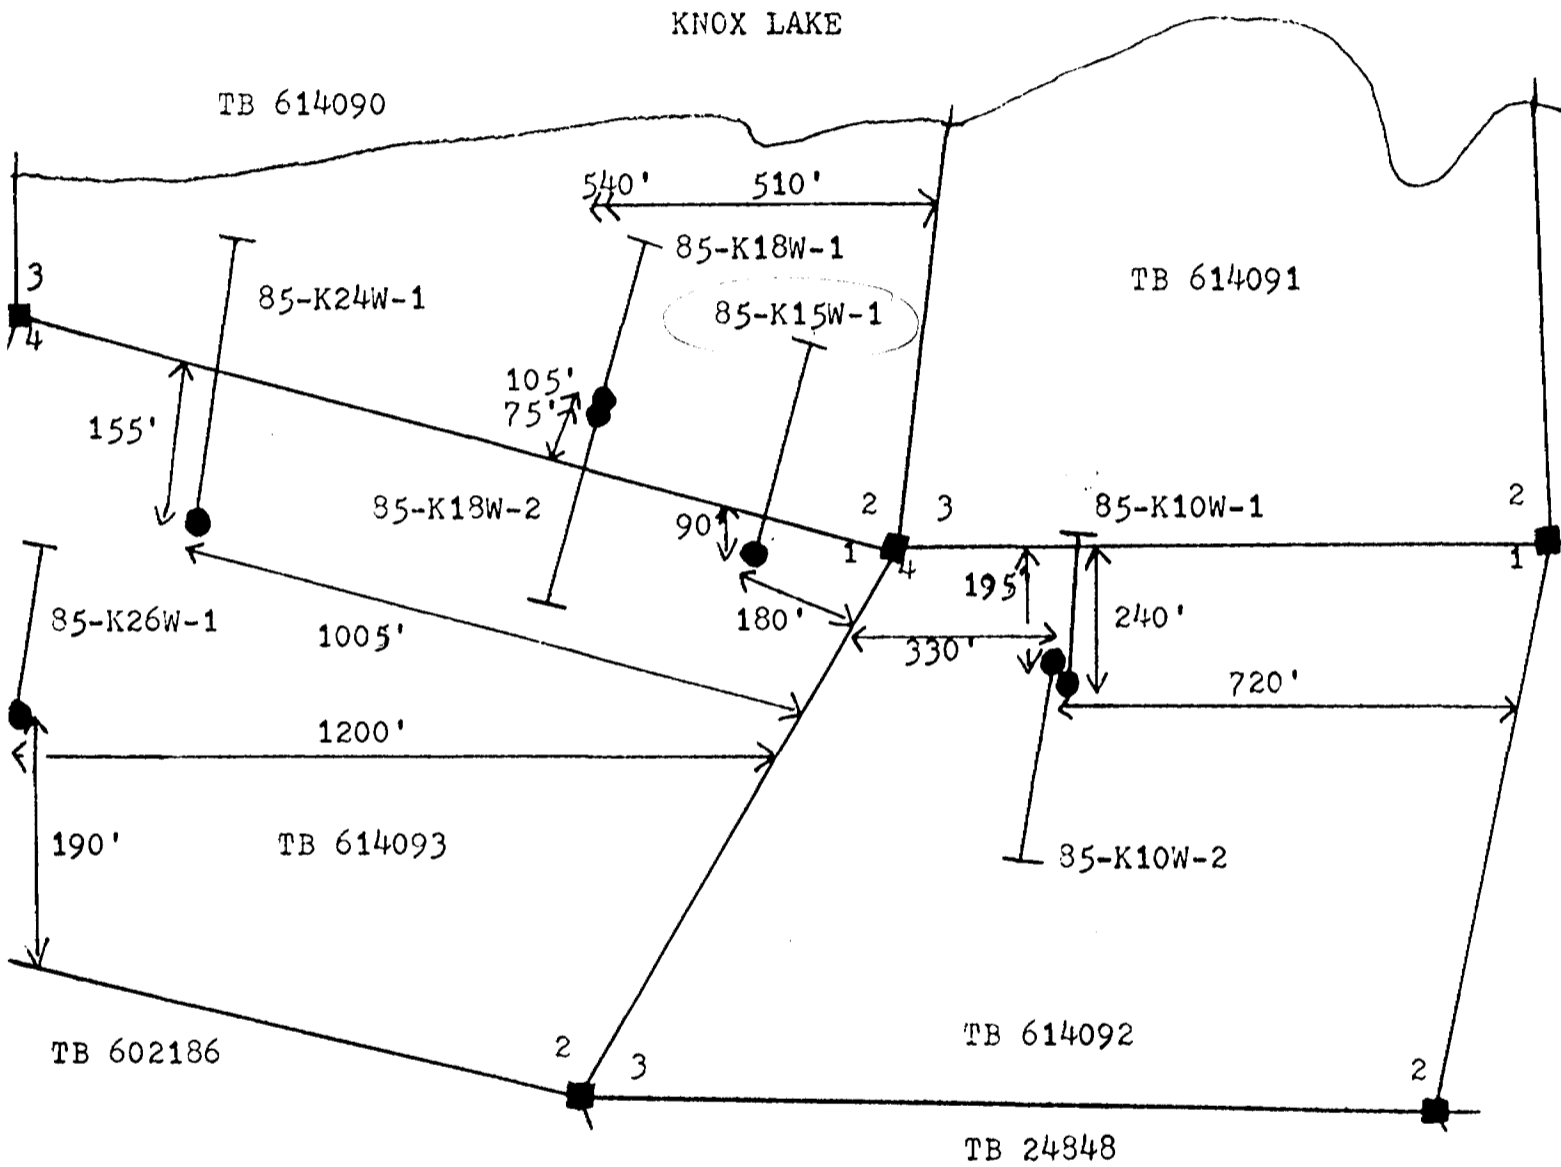 KNOX LAKE
TB 614090
540' 510'
85-K18W-1
3
85-K24W-1
TB 614091
85-K15W-1
4
105'
75'
155'
85-K18W-2
2 3
85-K10W-1
2
90'
1
4
1
195'
240'
85-K26W-1
1005'
180'
330'
720'
1200'
190'
TB 614093
85-K10W-2
TB 602186
2
3
TB 614092
2
TB 24848